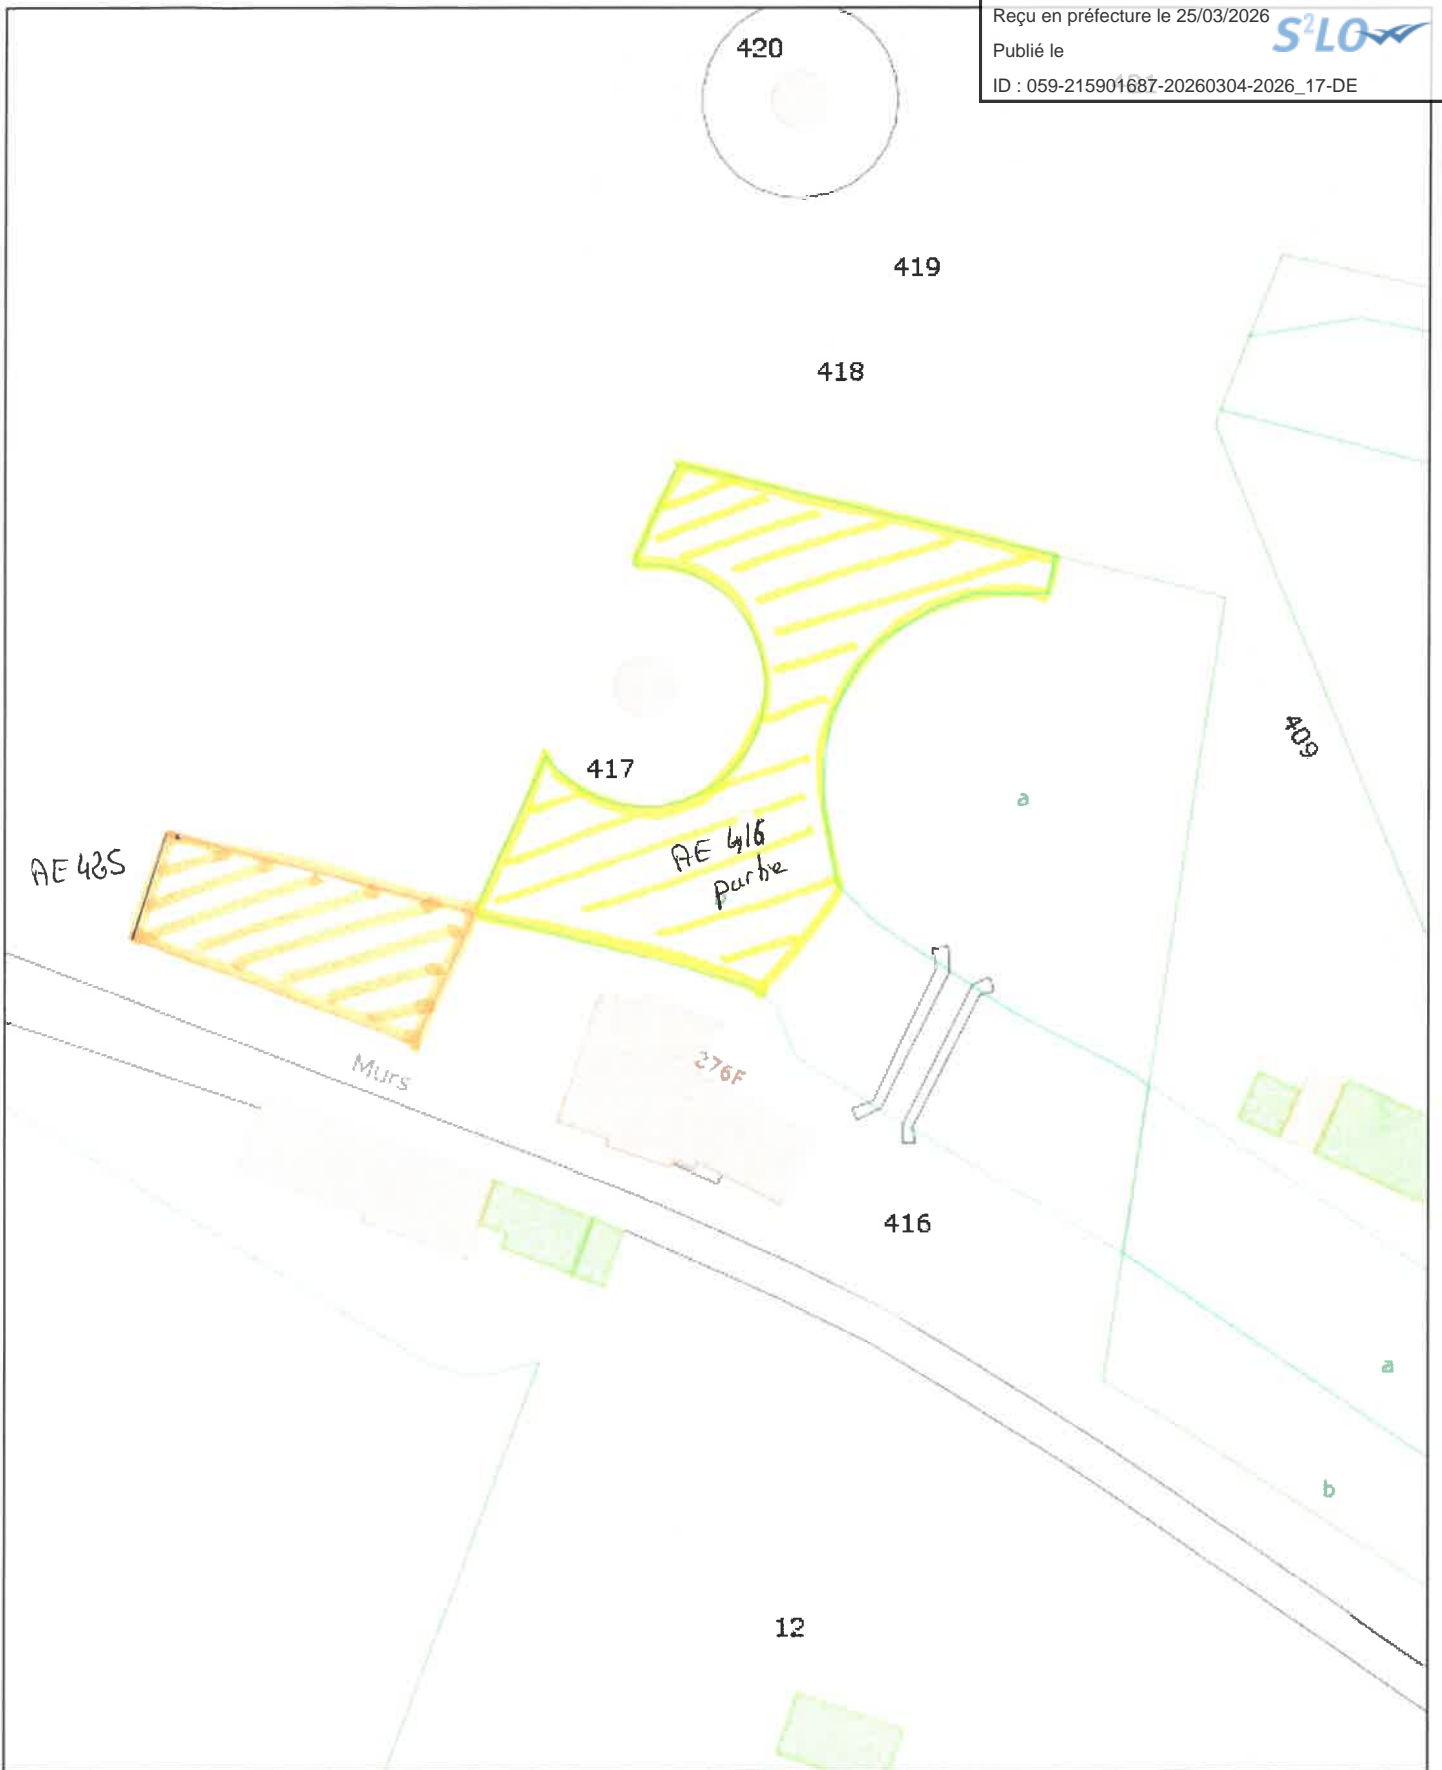 Reçu en préfecture le 25/03/2026
S²LO
Publié le
ID : 059-215901687-20260304-2026_17-DE
420
419
418
409
417
a
AE 416
partie
AE 425
Murs
276F
416
a
b
12